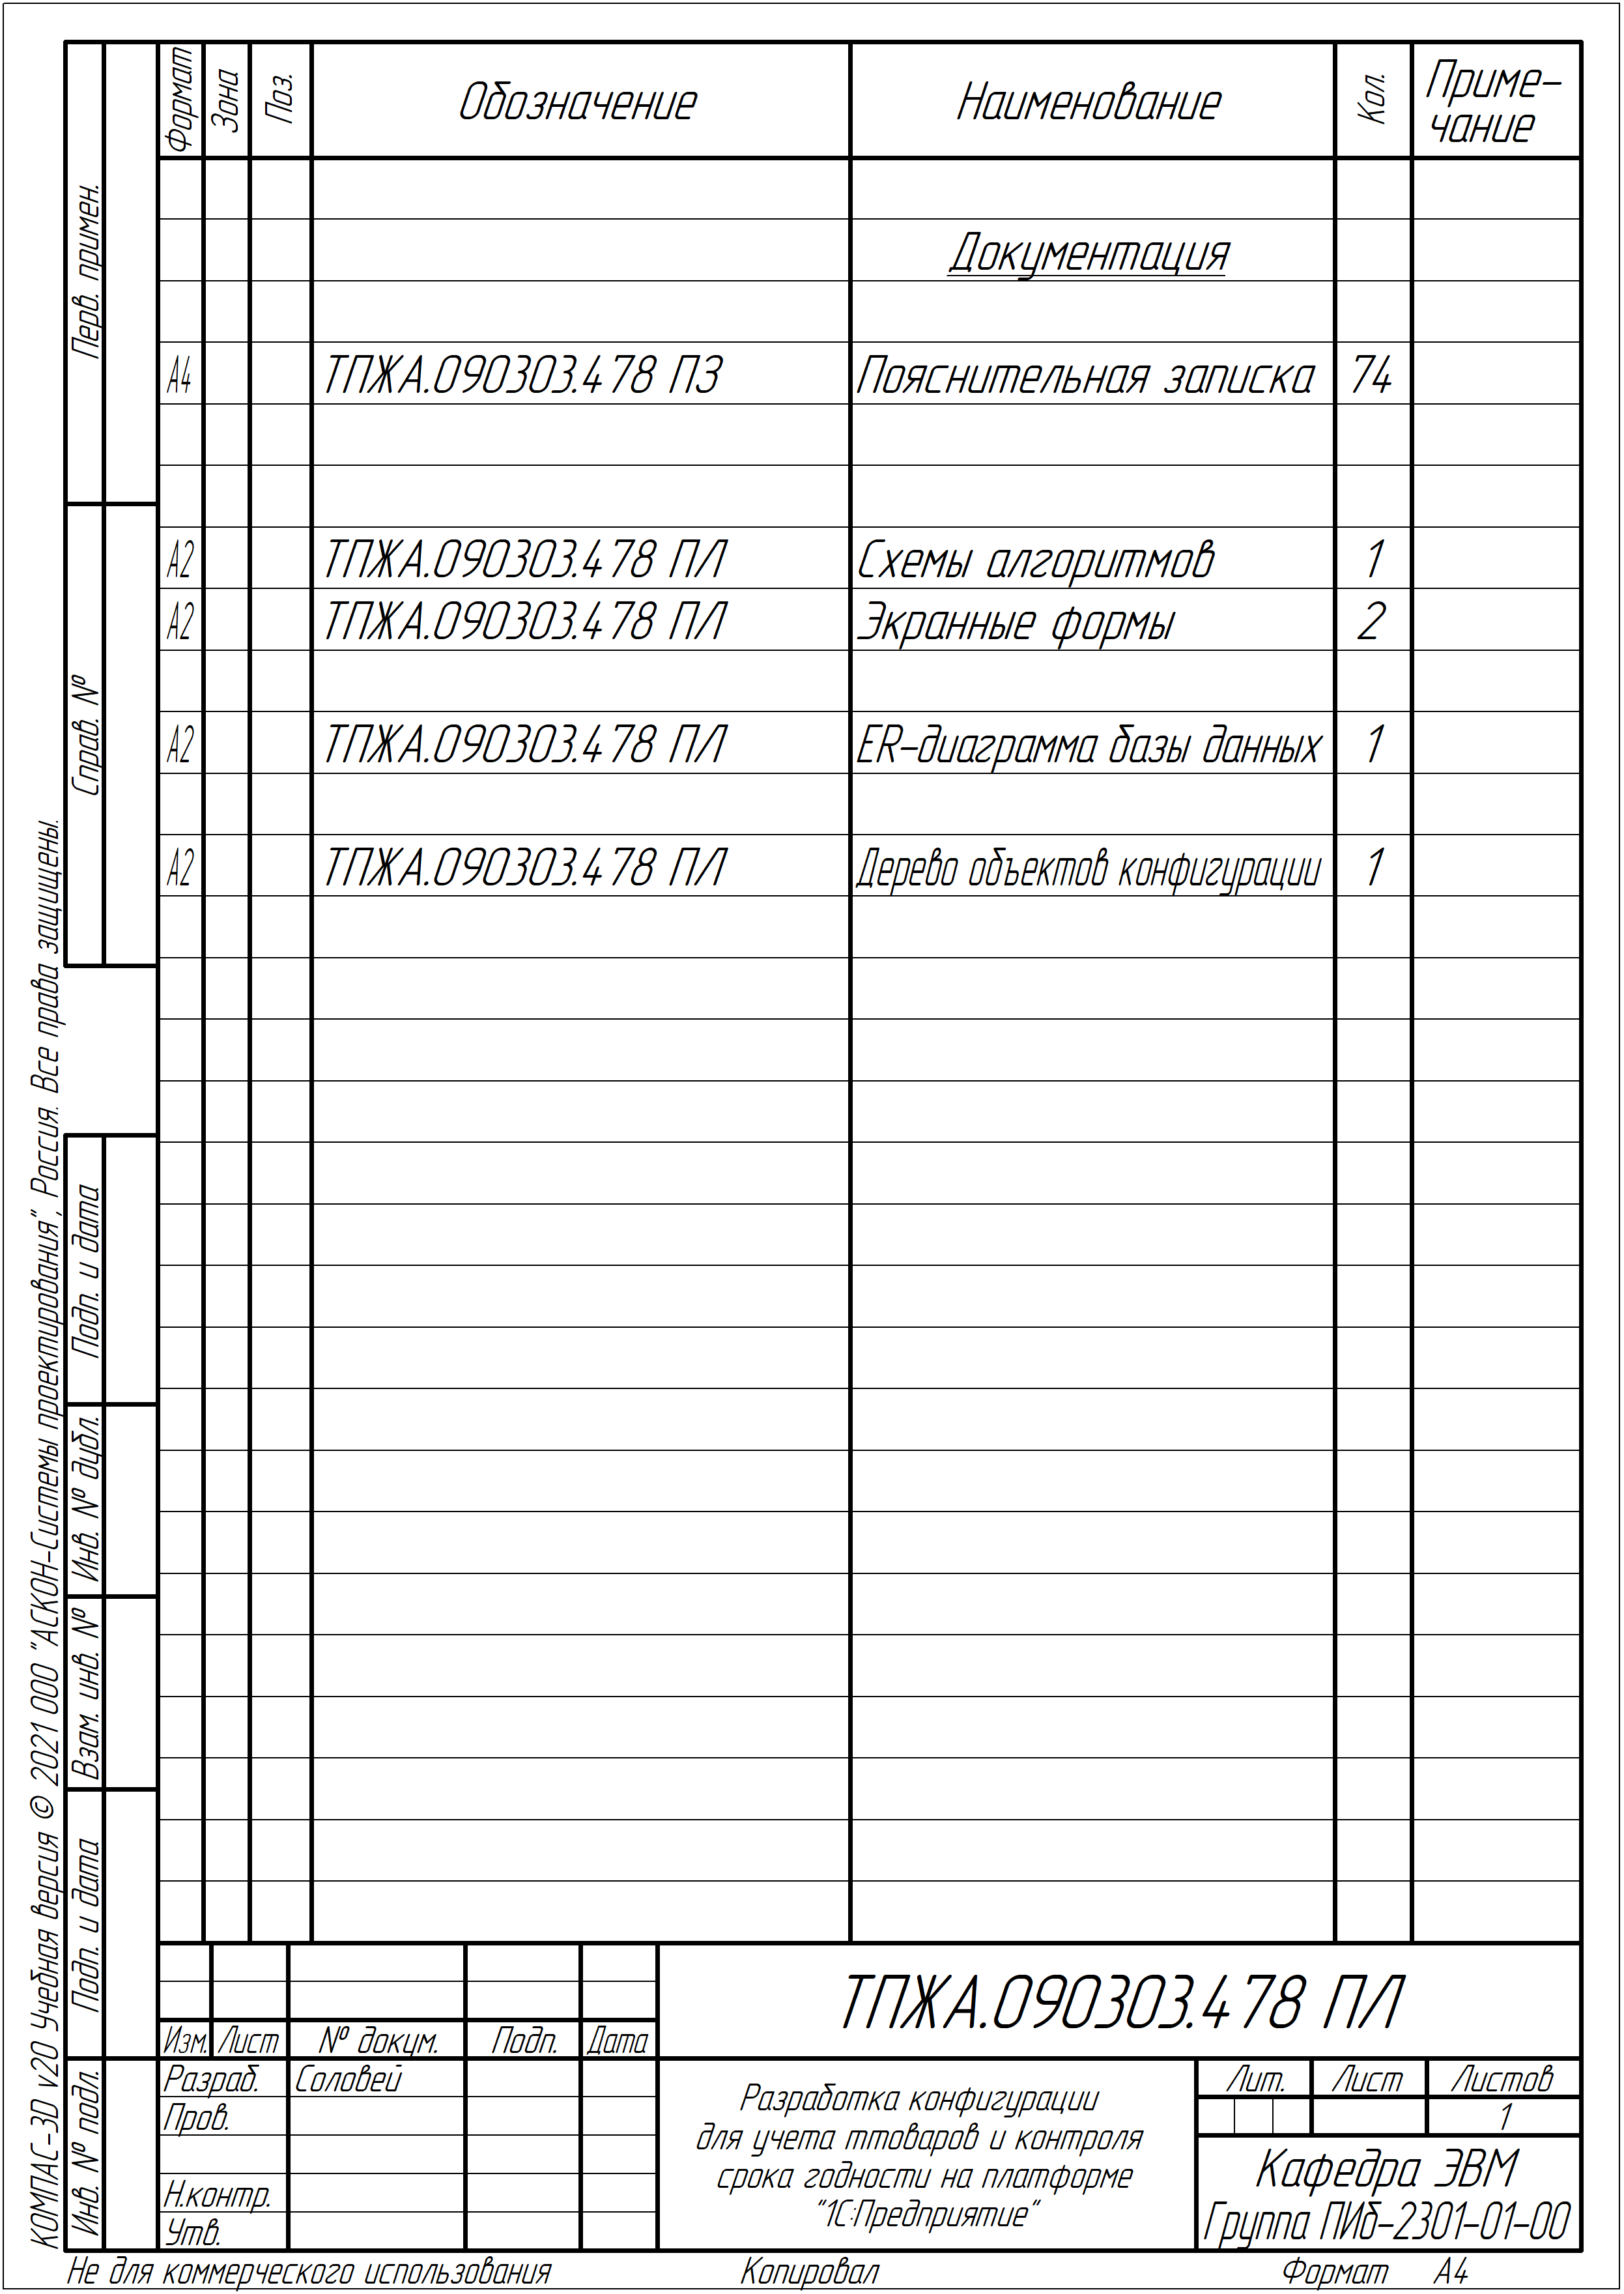 Формат Зона Поз. Обозначение Наименование Кол. Приме-
чание
Документация
А4 ТПЖА.090303.478 ПЗ Пояснительная записка 74
А2 ТПЖА.090303.478 ПЛ Схемы алгоритмов 1
А2 ТПЖА.090303.478 ПЛ Экранные формы 2
А2 ТПЖА.090303.478 ПЛ ER-диаграмма базы данных 1
А2 ТПЖА.090303.478 ПЛ Дерево объектов конфигурации 1
Перв. примен.
Справ. №
Подп. и дата
Инв. № дубл.
Взам. инв. №
Подп. и дата
Инв. № подл.
КОМПАС-3D v20 Учебная версия © 2021 ООО "АСКОН-Системы проектирования", Россия. Все права защищены.
ТПЖА.090303.478 ПЛ
Изм. Лист № докум. Подп. Дата
Разраб. Соловей
Пров.
Н.контр.
Утв.
Разработка конфигурации
для учета ттоваров и контроля
срока годности на платформе
"1С:Предприятие"
Лит. Лист Листов
1
Кафедра ЭВМ
Группа ПИб-2301-01-00
Не для коммерческого использования Копировал Формат А4